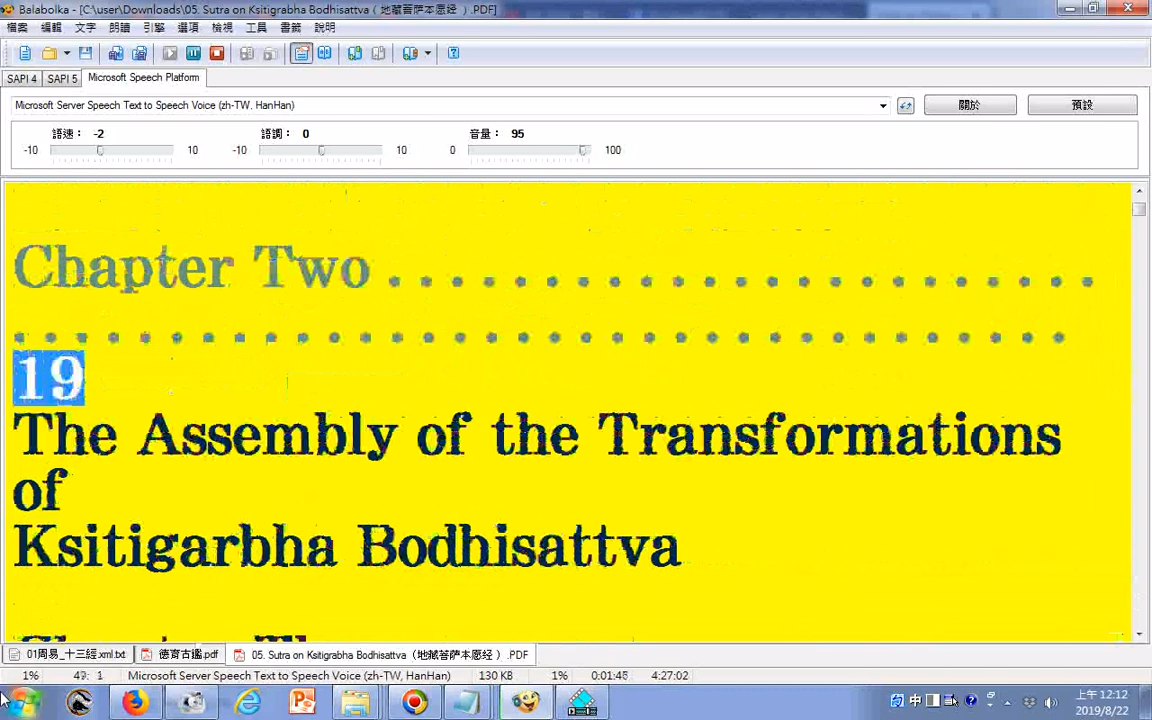 Balabolka - [C:\user\Downloads\05. Sutra on Ksitigrabha Bodhisattva ( 地藏菩萨本愿经 ) .PDF]
檔案 編輯 文字 朗讀 引擎 選項 檢視 工具 書籤 說明
SAPI 4 SAPI 5 Microsoft Speech Platform
Microsoft Server Speech Text to Speech Voice (zh-TW, HanHan) 關於 預設
語速： -2 語調： 0 音量： 95
-10 10 -10 10 0 100
Chapter Two . . . . . . . . . . . . . . . . . . . . . . .
. . . . . . . . . . . . . . . . . . . . . . . . . . . . . . . . . .
19
The Assembly of the Transformations
of
Ksitigarbha Bodhisattva
01周易_十三經.xml.txt 德育古鑑.pdf 05. Sutra on Ksitigrabha Bodhisattva（地藏菩萨本愿经 ）.PDF
1% 49: 1 Microsoft Server Speech Text to Speech Voice (zh-TW, HanHan) 130 KB 1% 4:27:02
中 上午 12:12
2019/8/22